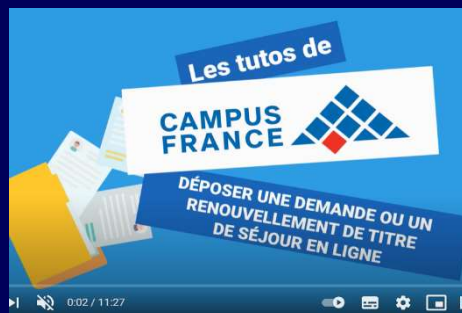 Les tutos de
CAMPUS
FRANCE
DÉPOSER UNE DEMANDE OU UN
RENOUVELLEMENT DE TITRE
DE SÉJOUR EN LIGNE
0:02 / 11:27